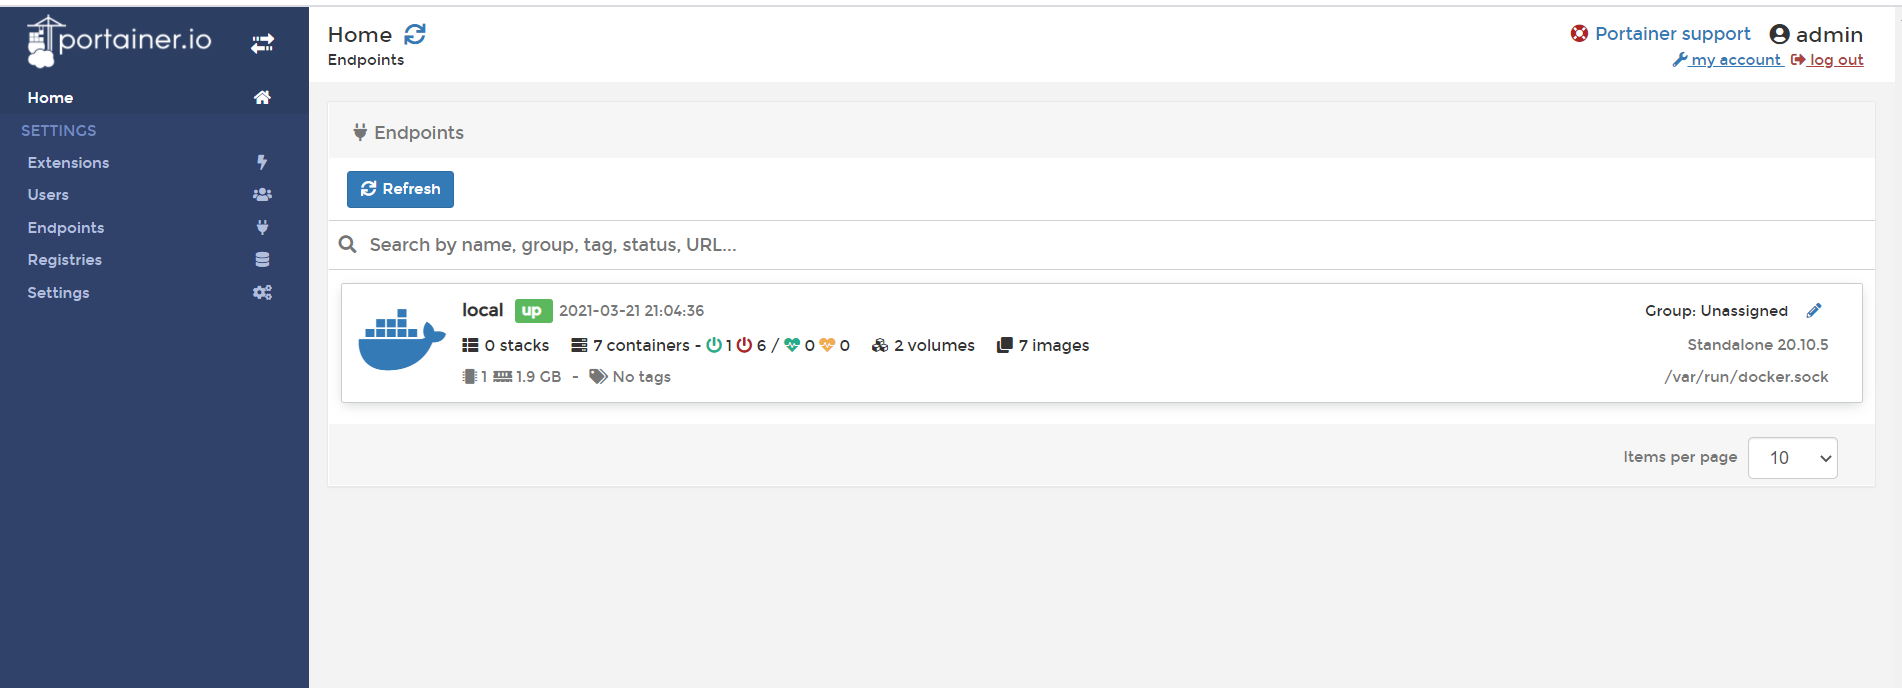 portainer.io
Home
SETTINGS
Extensions
Users
Endpoints
Registries
Settings
Home
Endpoints
Portainer support admin
my account log out
Endpoints
Refresh
Search by name, group, tag, status, URL...
local up 2021-03-21 21:04:36
Group: Unassigned
0 stacks 7 containers - 1 6 / 0 0 2 volumes 7 images
Standalone 20.10.5
1 1.9 GB - No tags
/var/run/docker.sock
Items per page 10